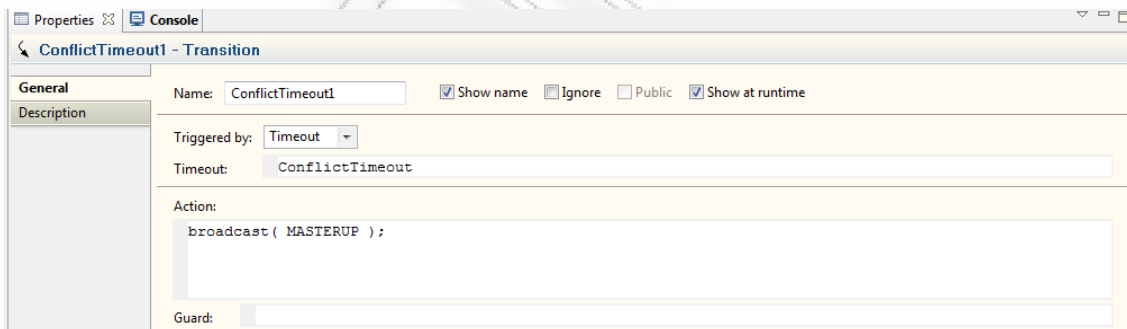 Properties Console
ConflictTimeout1 - Transition
General
Description
Name: ConflictTimeout1 Show name Ignore Public Show at runtime
Triggered by: Timeout
Timeout: ConflictTimeout
Action:
broadcast( MASTERUP );
Guard: